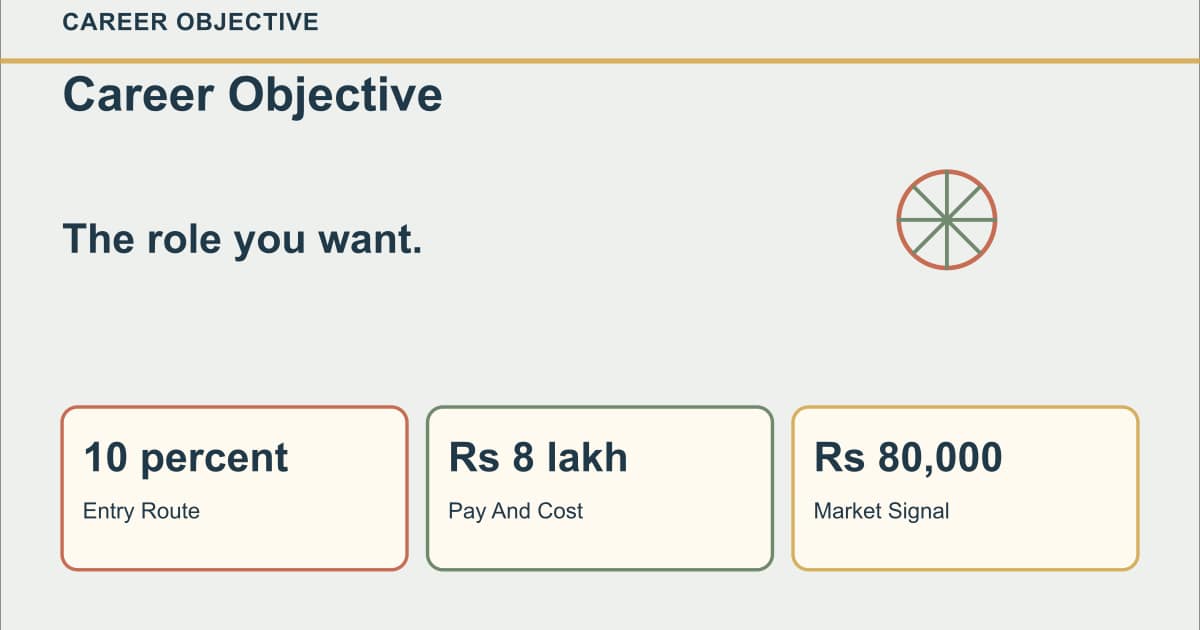 CAREER OBJECTIVE
Career Objective
The role you want.
10 percent
Entry Route
Rs 8 lakh
Pay And Cost
Rs 80,000
Market Signal